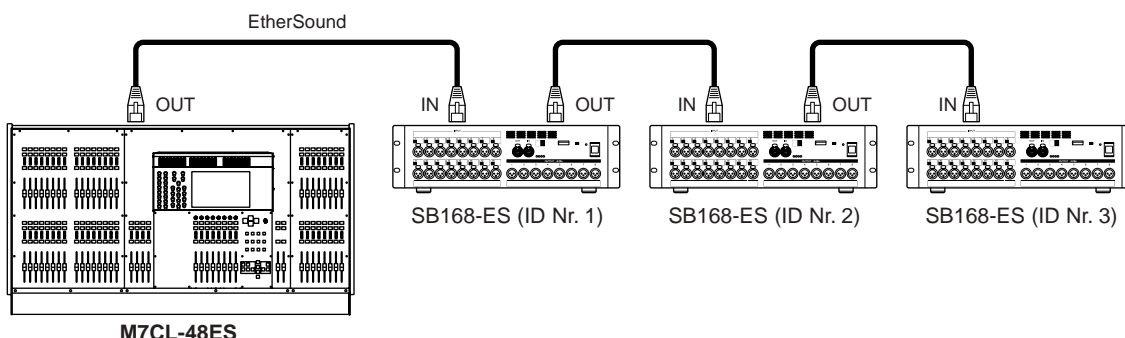 EtherSound
OUT
IN
OUT
IN
OUT
IN
SB168-ES (ID Nr. 1)
SB168-ES (ID Nr. 2)
SB168-ES (ID Nr. 3)
M7CL-48ES